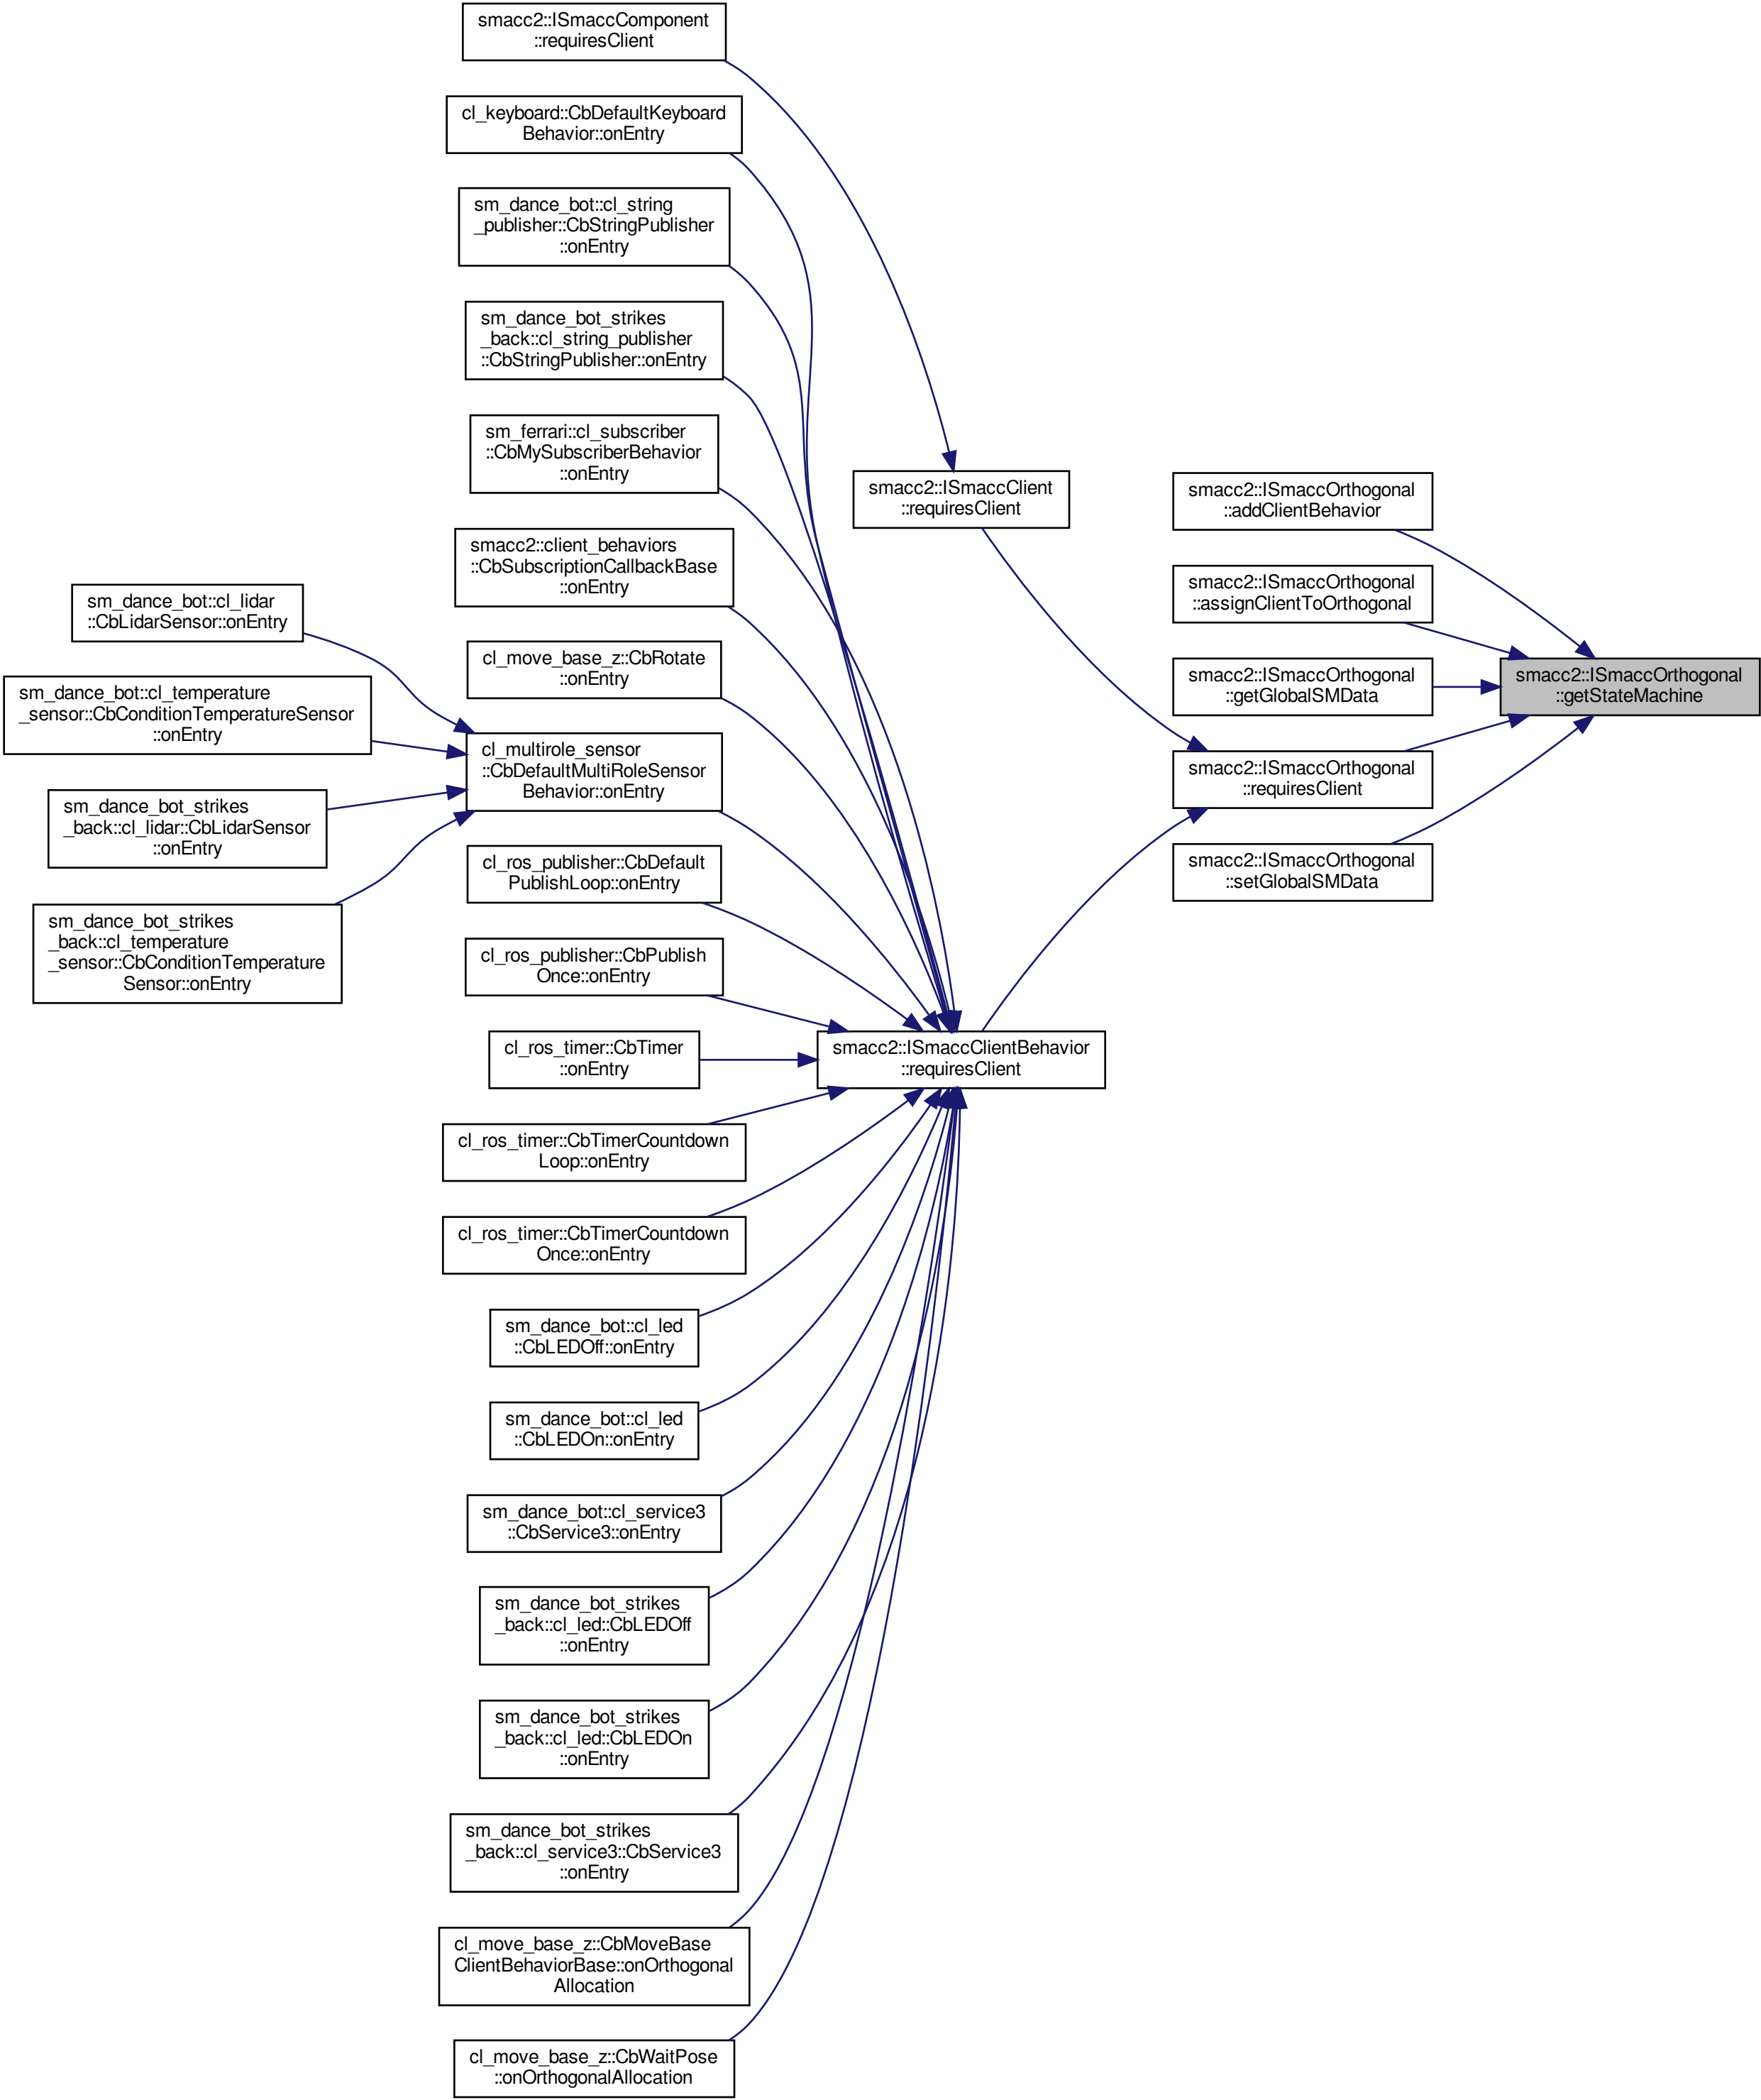 smacc2::ISmaccComponent
::requiresClient
cl_keyboard::CbDefaultKeyboard
Behavior::onEntry
sm_dance_bot::cl_string
_publisher::CbStringPublisher
::onEntry
sm_dance_bot_strikes
_back::cl_string_publisher
::CbStringPublisher::onEntry
sm_ferrari::cl_subscriber
::CbMySubscriberBehavior
::onEntry
smacc2::client_behaviors
::CbSubscriptionCallbackBase
::onEntry
cl_move_base_z::CbRotate
::onEntry
cl_multirole_sensor
::CbDefaultMultiRoleSensor
Behavior::onEntry
cl_ros_publisher::CbDefault
PublishLoop::onEntry
cl_ros_publisher::CbPublish
Once::onEntry
cl_ros_timer::CbTimer
::onEntry
cl_ros_timer::CbTimerCountdown
Loop::onEntry
cl_ros_timer::CbTimerCountdown
Once::onEntry
sm_dance_bot::cl_led
::CbLEDOff::onEntry
sm_dance_bot::cl_led
::CbLEDOn::onEntry
sm_dance_bot::cl_service3
::CbService3::onEntry
sm_dance_bot_strikes
_back::cl_led::CbLEDOff
::onEntry
sm_dance_bot_strikes
_back::cl_led::CbLEDOn
::onEntry
sm_dance_bot_strikes
_back::cl_service3::CbService3
::onEntry
cl_move_base_z::CbMoveBase
ClientBehaviorBase::onOrthogonal
Allocation
cl_move_base_z::CbWaitPose
::onOrthogonalAllocation
sm_dance_bot::cl_lidar
::CbLidarSensor::onEntry
sm_dance_bot::cl_temperature
_sensor::CbConditionTemperatureSensor
::onEntry
sm_dance_bot_strikes
_back::cl_lidar::CbLidarSensor
::onEntry
sm_dance_bot_strikes
_back::cl_temperature
_sensor::CbConditionTemperature
Sensor::onEntry
smacc2::ISmaccClient
::requiresClient
smacc2::ISmaccClientBehavior
::requiresClient
smacc2::ISmaccOrthogonal
::addClientBehavior
smacc2::ISmaccOrthogonal
::assignClientToOrthogonal
smacc2::ISmaccOrthogonal
::getGlobalSMData
smacc2::ISmaccOrthogonal
::requiresClient
smacc2::ISmaccOrthogonal
::setGlobalSMData
smacc2::ISmaccOrthogonal
::getStateMachine